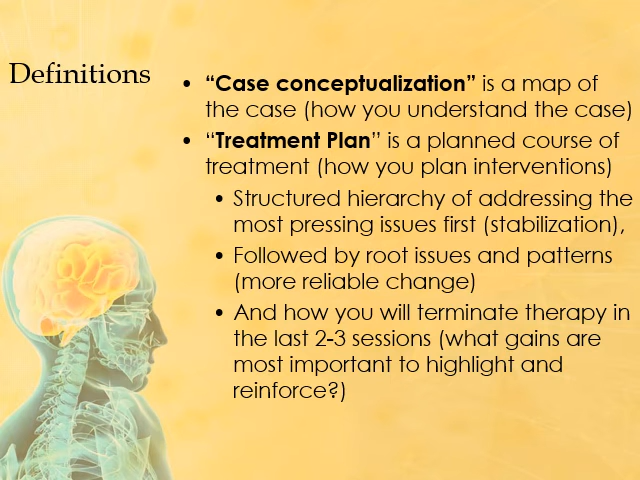 Definitions
• “Case conceptualization” is a map of
the case (how you understand the case)
• “Treatment Plan” is a planned course of
treatment (how you plan interventions)
• Structured hierarchy of addressing the
most pressing issues first (stabilization),
• Followed by root issues and patterns
(more reliable change)
• And how you will terminate therapy in
the last 2-3 sessions (what gains are
most important to highlight and
reinforce?)